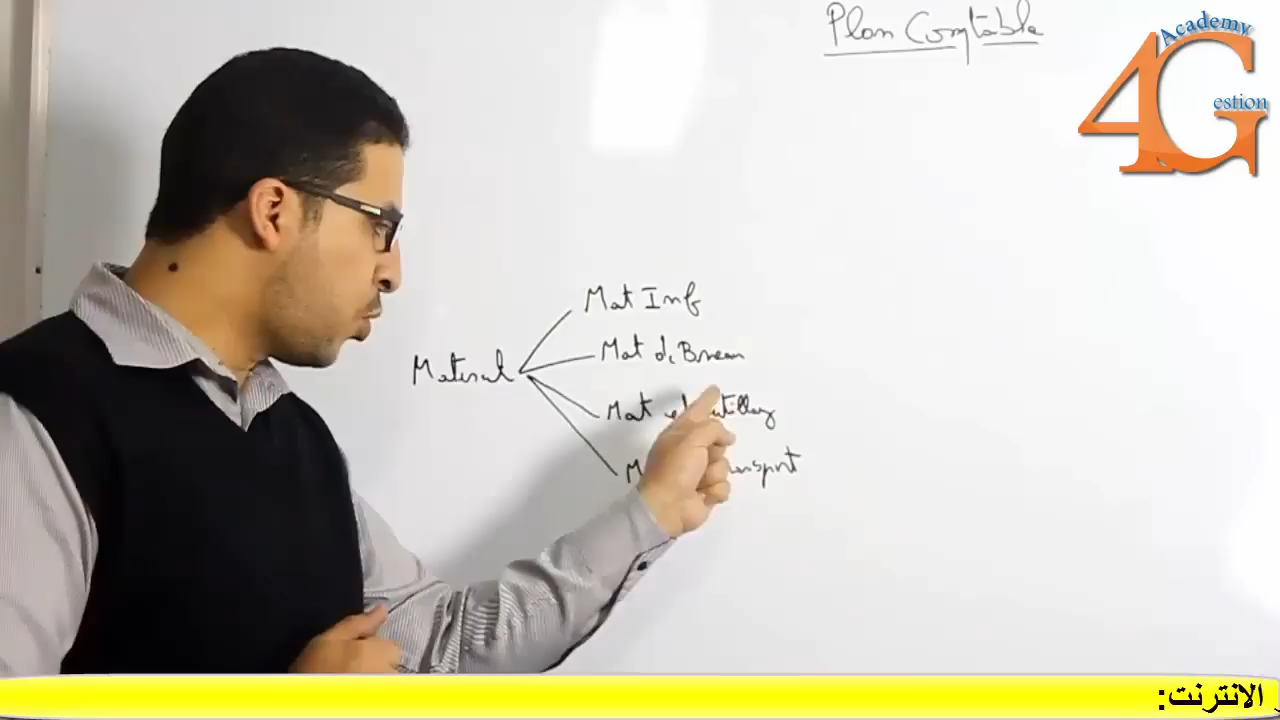 Plan Comptable
Academy
4G
estion
Mat Inf
Mat de Bureau
Materiel
Mat
الانترنت: